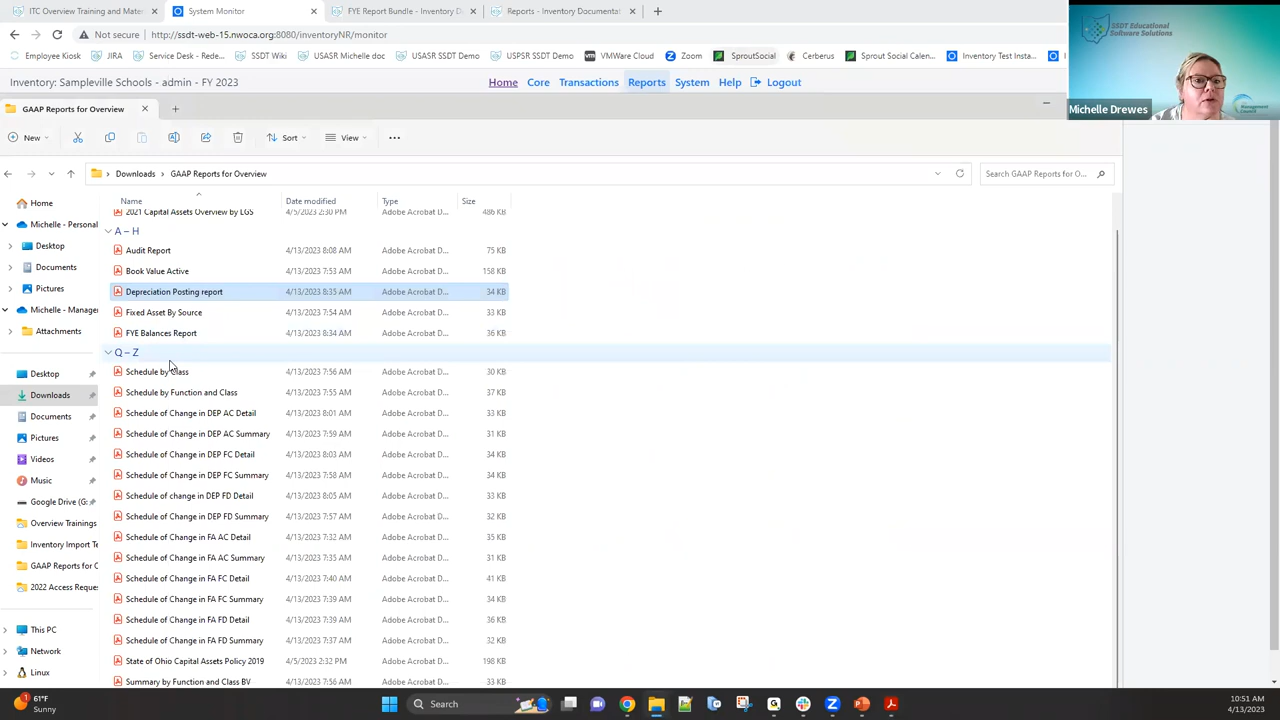 ITC Overview Training and Mater
System Monitor
FYE Report Bundle - Inventory D
Reports - Inventory Documental
Not secure
http://ssdt-web-15.nwoca.org:8080/inventoryNR/monitor
Employee Kiosk
JIRA
Service Desk - Rede...
SSDT Wiki
USASR Michelle doc
USASR SSDT Demo
USPSR SSDT Demo
VMWare Cloud
Zoom
SproutSocial
Cerberus
Sprout Social Calen...
Inventory Test Insta...
SSDT Educational
Software Solutions
Management
Council
Michelle Drewes
Inventory: Sampleville Schools - admin - FY 2023
Home
Core
Transactions
Reports
System
Help
Logout
GAAP Reports for Overview
New
Sort
View
Downloads > GAAP Reports for Overview
Search GAAP Reports for O...
Name
Date modified
Type
Size
Home
Michelle - Personal
Desktop
Documents
Pictures
Michelle - Manage
Attachments
Desktop
Downloads
Documents
Pictures
Videos
Music
Google Drive (G:
Overview Trainings
Inventory Import Te
GAAP Reports for O
2022 Access Reque
This PC
Network
Linux
2021 Capital Assets Overview by LGS 4/5/2023 2:30 PM Adobe Acrobat D... 486 KB
A – H
Audit Report 4/13/2023 8:08 AM Adobe Acrobat D... 75 KB
Book Value Active 4/13/2023 7:53 AM Adobe Acrobat D... 158 KB
Depreciation Posting report 4/13/2023 8:35 AM Adobe Acrobat D... 34 KB
Fixed Asset By Source 4/13/2023 7:54 AM Adobe Acrobat D... 33 KB
FYE Balances Report 4/13/2023 8:34 AM Adobe Acrobat D... 36 KB
Q – Z
Schedule by Class 4/13/2023 7:56 AM Adobe Acrobat D... 30 KB
Schedule by Function and Class 4/13/2023 7:55 AM Adobe Acrobat D... 37 KB
Schedule of Change in DEP AC Detail 4/13/2023 8:01 AM Adobe Acrobat D... 33 KB
Schedule of Change in DEP AC Summary 4/13/2023 7:59 AM Adobe Acrobat D... 31 KB
Schedule of Change in DEP FC Detail 4/13/2023 8:03 AM Adobe Acrobat D... 34 KB
Schedule of Change in DEP FC Summary 4/13/2023 7:58 AM Adobe Acrobat D... 34 KB
Schedule of change in DEP FD Detail 4/13/2023 8:05 AM Adobe Acrobat D... 33 KB
Schedule of Change in DEP FD Summary 4/13/2023 7:57 AM Adobe Acrobat D... 32 KB
Schedule of Change in FA AC Detail 4/13/2023 7:32 AM Adobe Acrobat D... 35 KB
Schedule of Change in FA AC Summary 4/13/2023 7:35 AM Adobe Acrobat D... 31 KB
Schedule of Change in FA FC Detail 4/13/2023 7:40 AM Adobe Acrobat D... 41 KB
Schedule of Change in FA FC Summary 4/13/2023 7:39 AM Adobe Acrobat D... 34 KB
Schedule of Change in FA FD Detail 4/13/2023 7:39 AM Adobe Acrobat D... 36 KB
Schedule of Change in FA FD Summary 4/13/2023 7:37 AM Adobe Acrobat D... 32 KB
State of Ohio Capital Assets Policy 2019 4/5/2023 2:32 PM Adobe Acrobat D... 198 KB
Summary by Function and Class BV 4/13/2023 7:54 AM Adobe Acrobat D... 34 KB
61°F
Sunny
Search
10:51 AM
4/13/2023